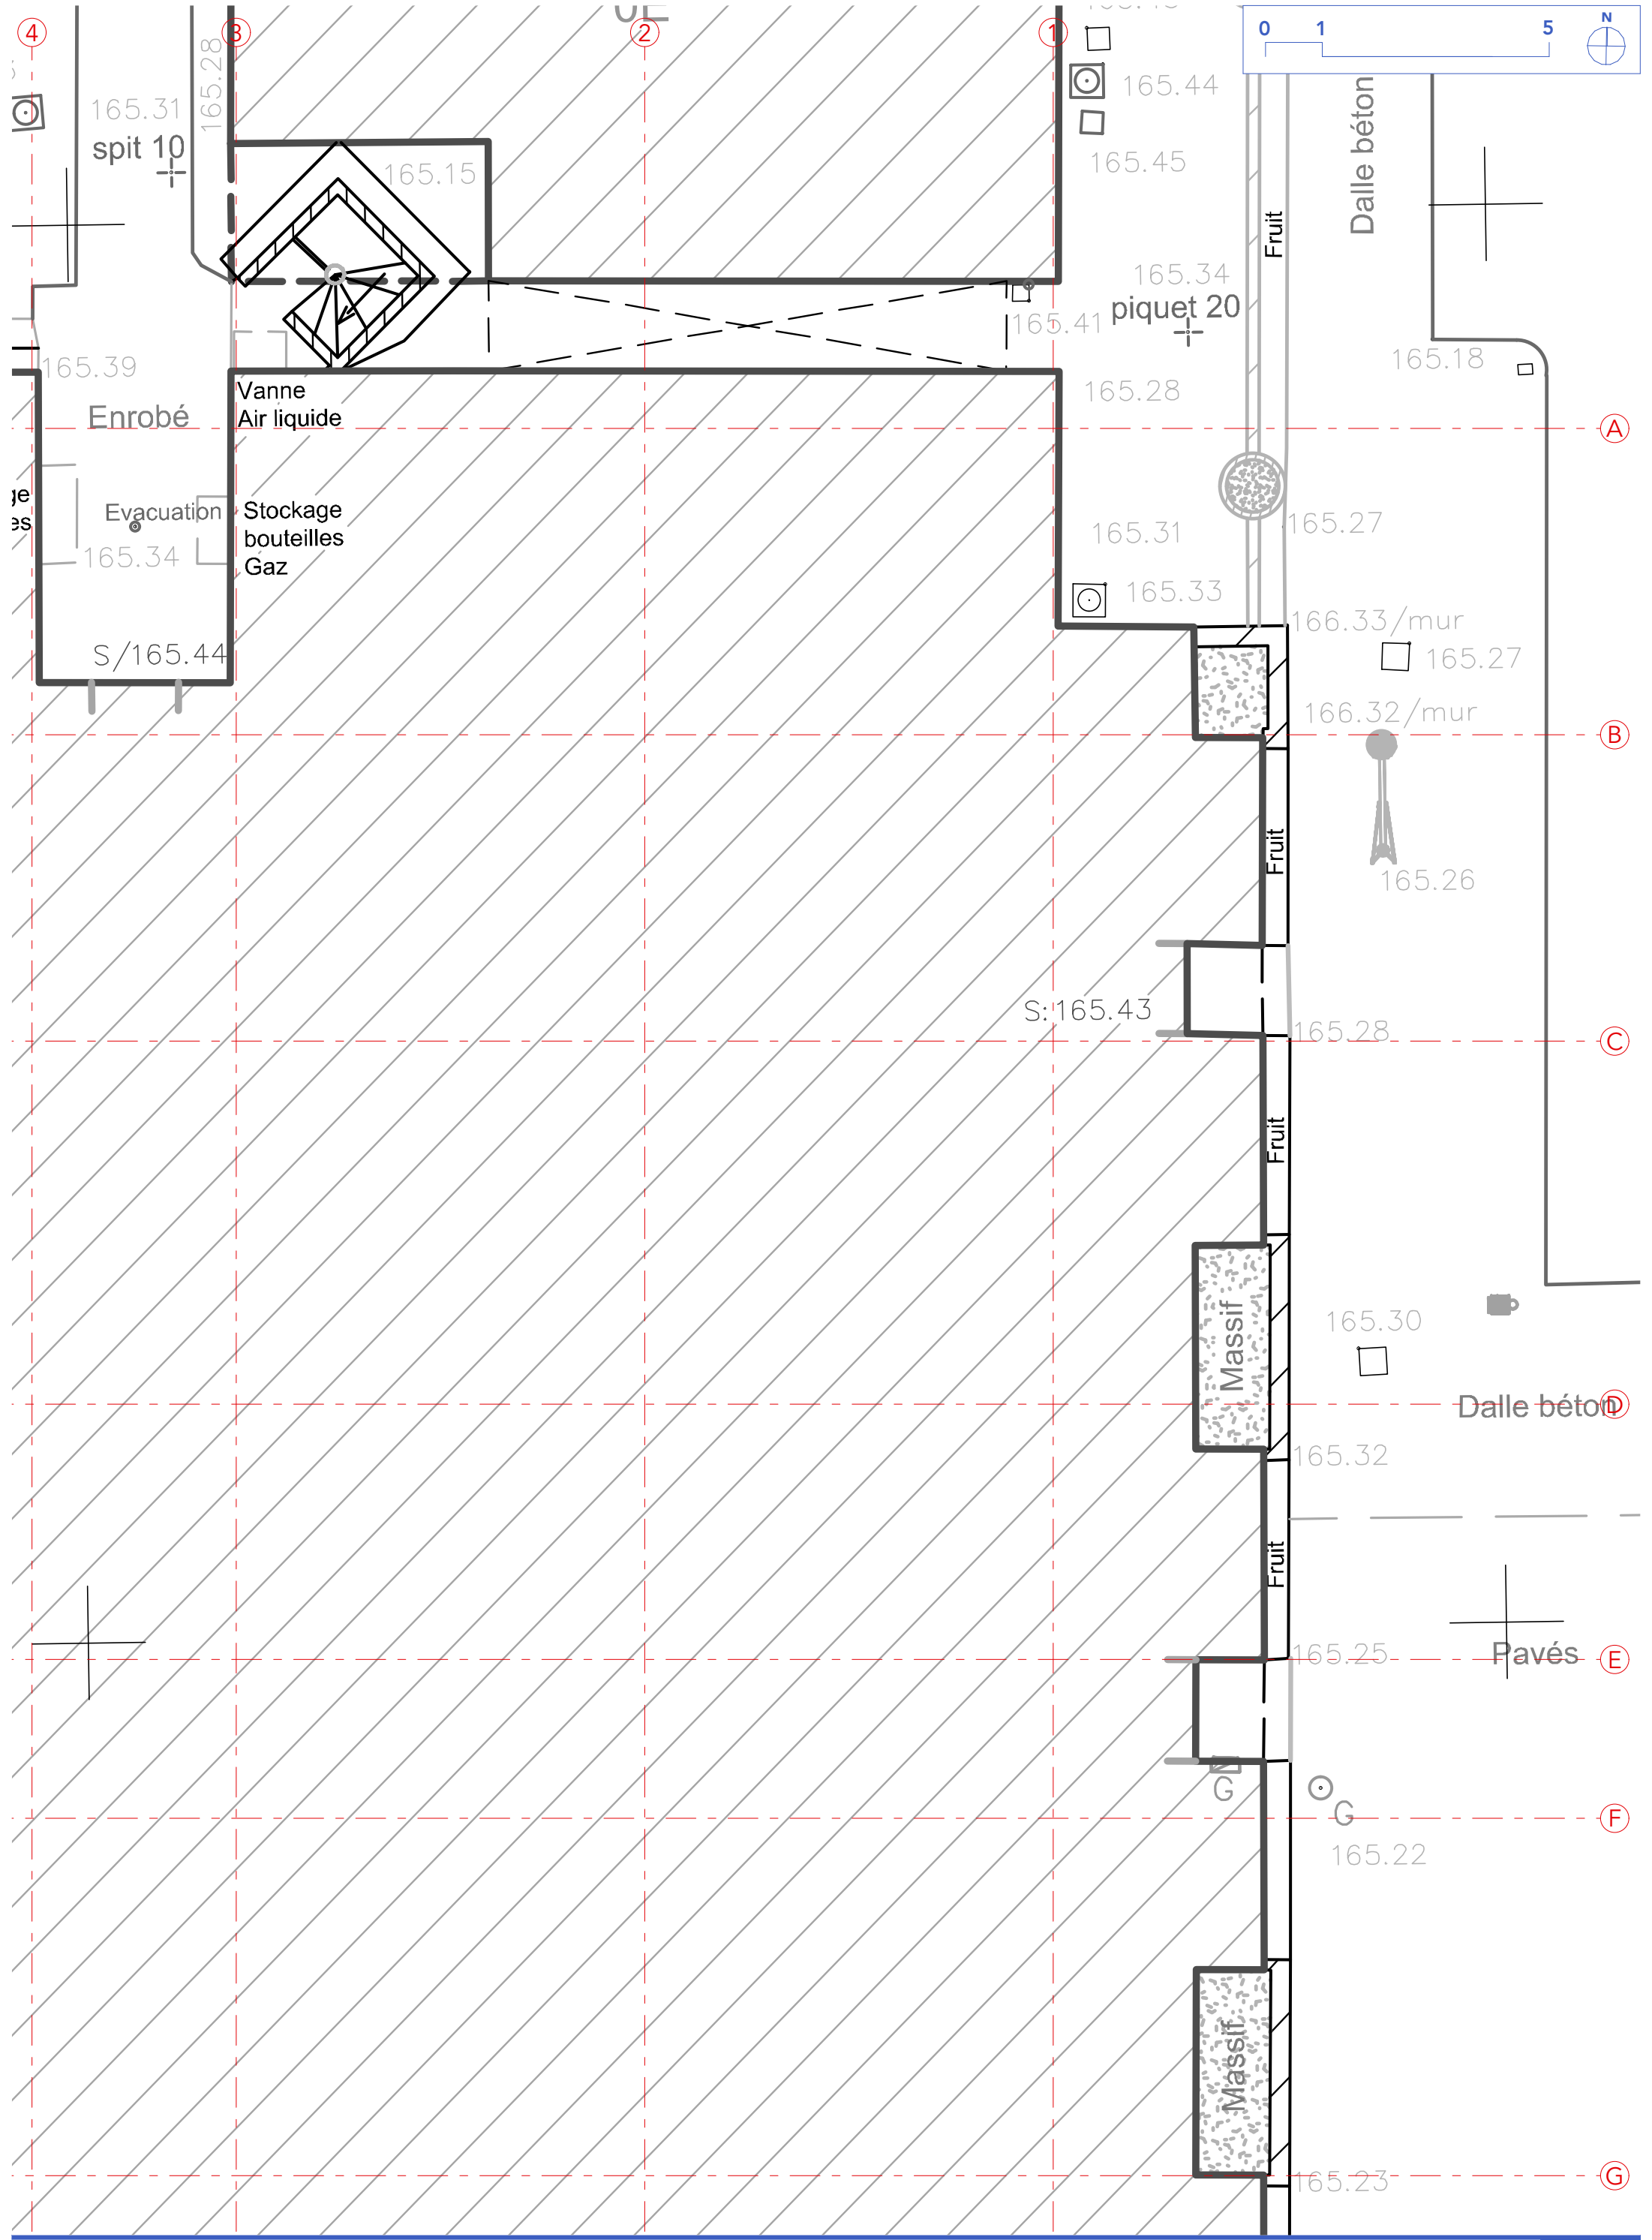 4
3
2
1
0 1 5
N
165.28
165.31
spit 10
165.15
165.44
165.45
Dalle béton
Fruit
165.34
piquet 20
165.41
165.39
165.18
165.28
Vanne
Air liquide
Enrobé
A
Evacuation
Stockage
bouteilles
Gaz
165.34
165.27
165.31
165.33
166.33/mur
S/165.44
165.27
166.32/mur
B
Fruit
165.26
S:165.43
165.28
C
Fruit
165.30
Massif
Dalle béton
D
165.32
Fruit
165.25
Pavés
E
G
G
F
165.22
Massif
165.23
G